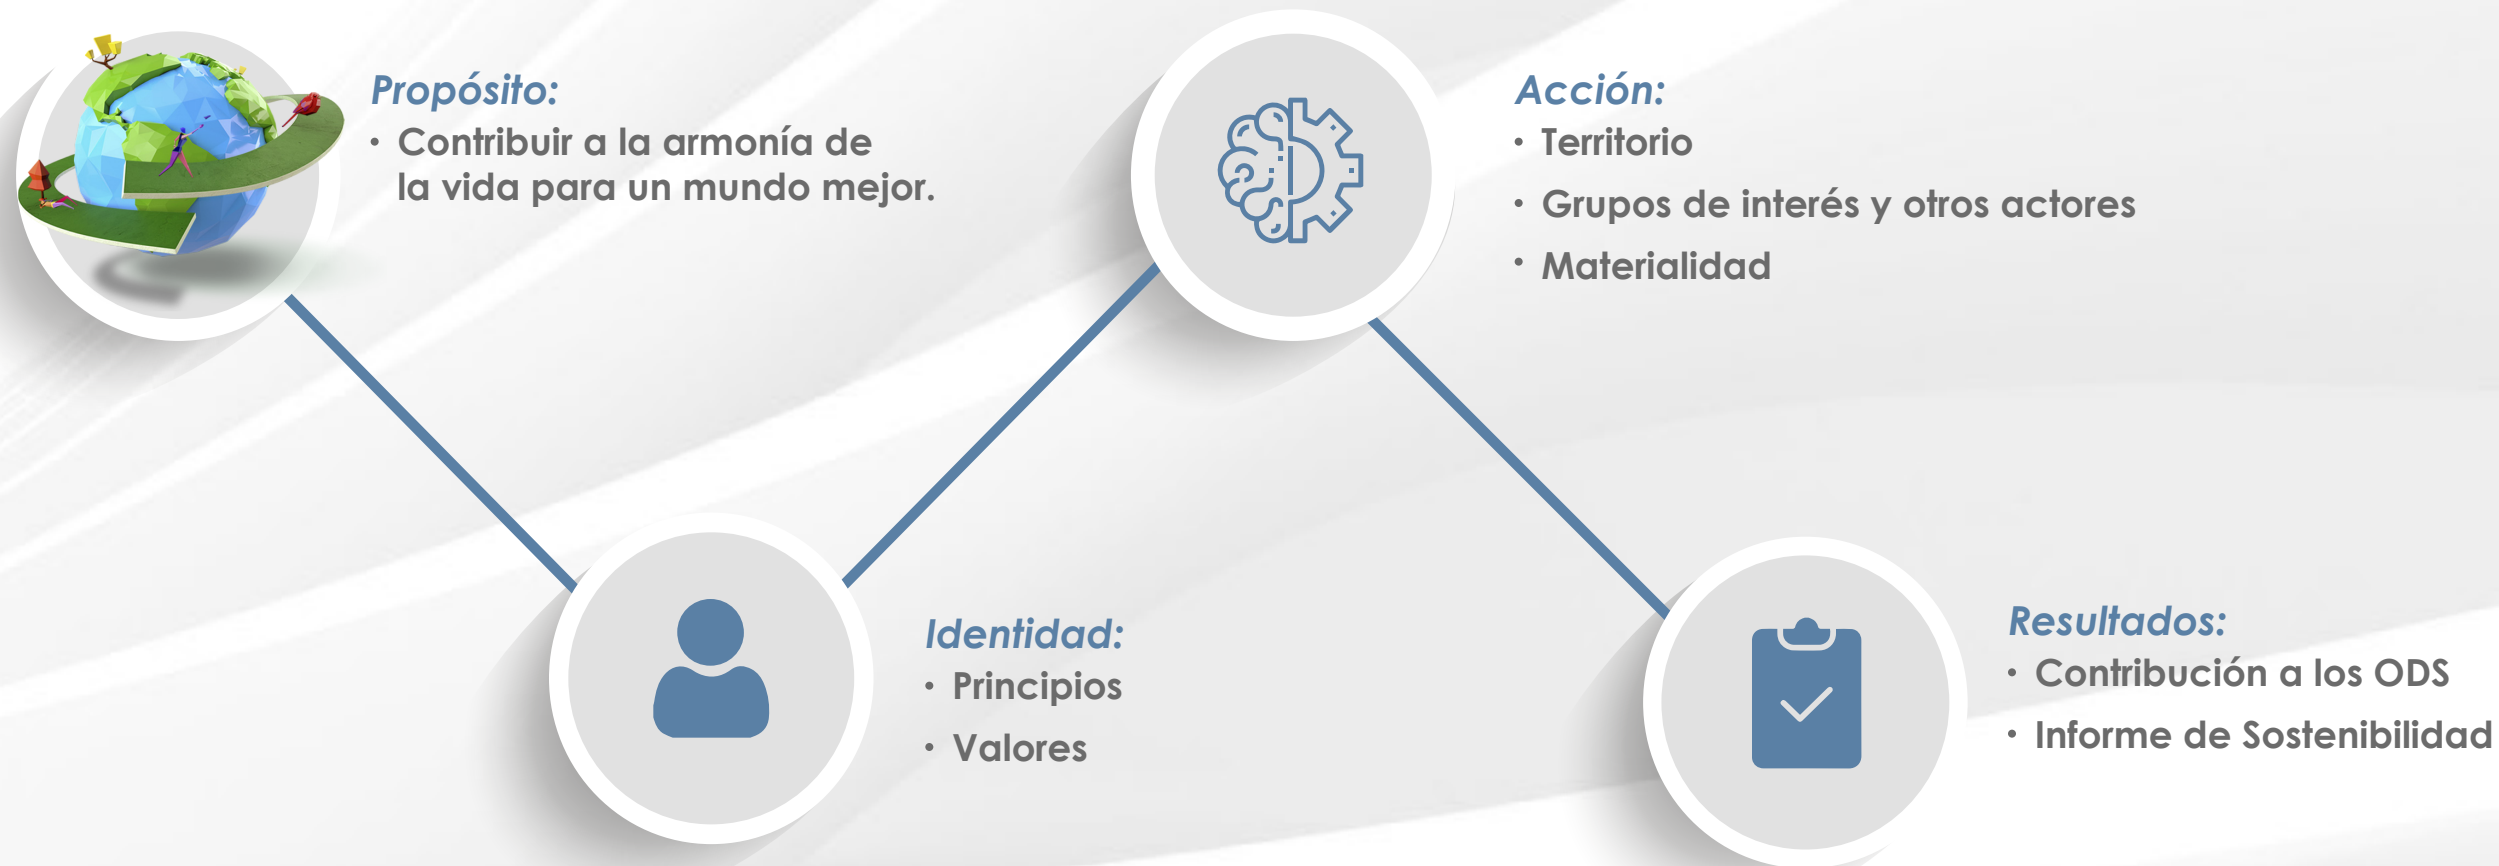 Propósito:
• Contribuir a la armonía de
la vida para un mundo mejor.
Acción:
• Territorio
• Grupos de interés y otros actores
• Materialidad
Identidad:
• Principios
• Valores
Resultados:
• Contribución a los ODS
• Informe de Sostenibilidad